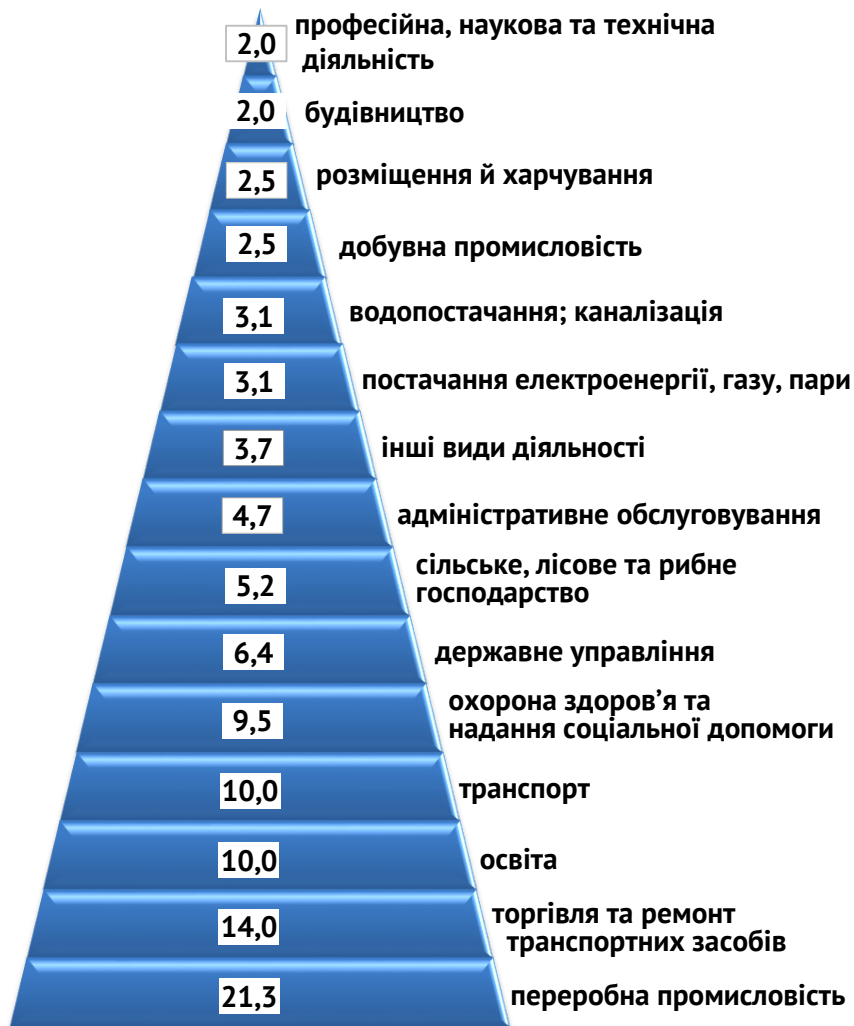 2,0
професійна, наукова та технічна
діяльність
2,0
будівництво
2,5
розміщення й харчування
2,5
добувна промисловість
3,1
водопостачання; каналізація
3,1
постачання електроенергії, газу, пари
3,7
інші види діяльності
4,7
адміністративне обслуговування
5,2
сільське, лісове та рибне
господарство
6,4
державне управління
9,5
охорона здоров’я та
надання соціальної допомоги
10,0
транспорт
10,0
освіта
14,0
торгівля та ремонт
транспортних засобів
21,3
переробна промисловість